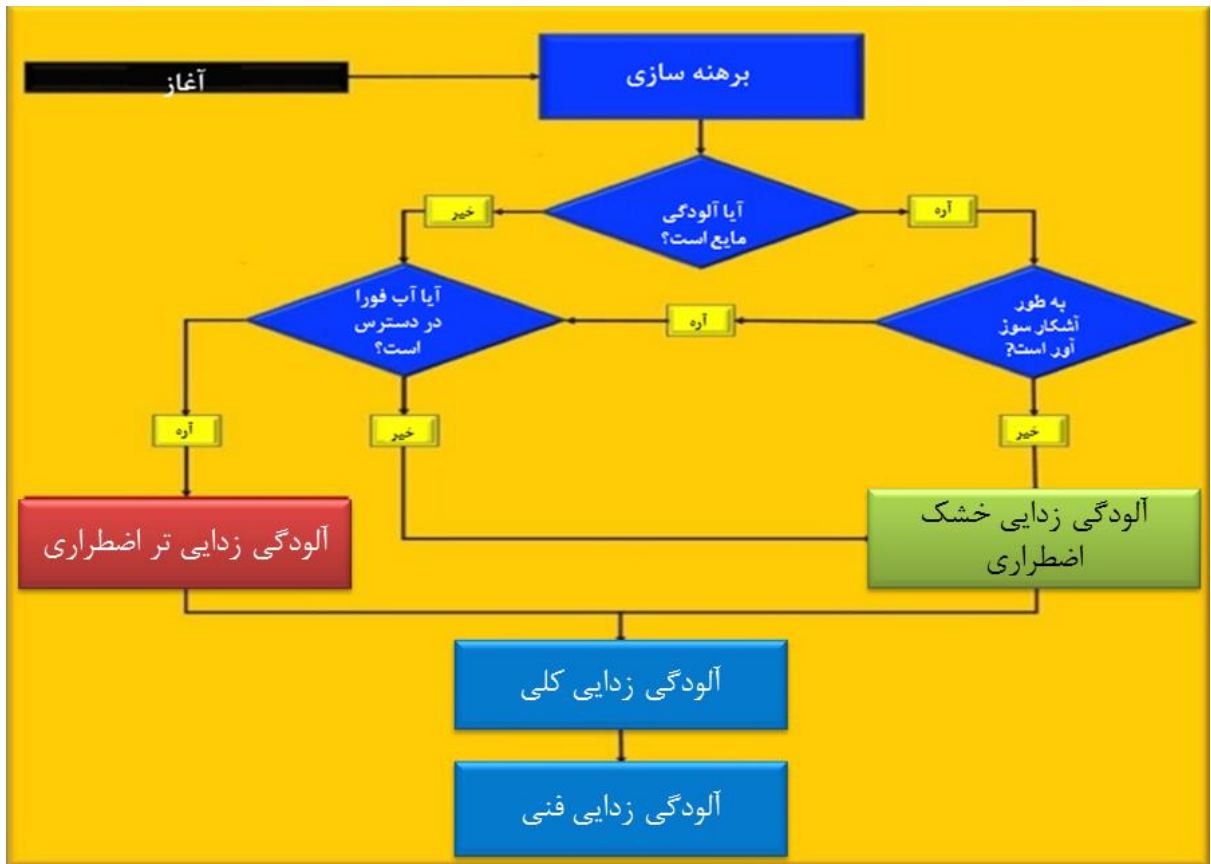 آغاز
برهنه سازی
آیا آلودگی
مایع است؟
خیر
آره
آیا آب فورا
در دسترس
است؟
آره
به طور
آشکار سوز
آور است?
آره
خیر
خیر
آلودگی زدایی تر اضطراری
آلودگی زدایی خشک
اضطراری
آلودگی زدایی کلی
آلودگی زدایی فنی